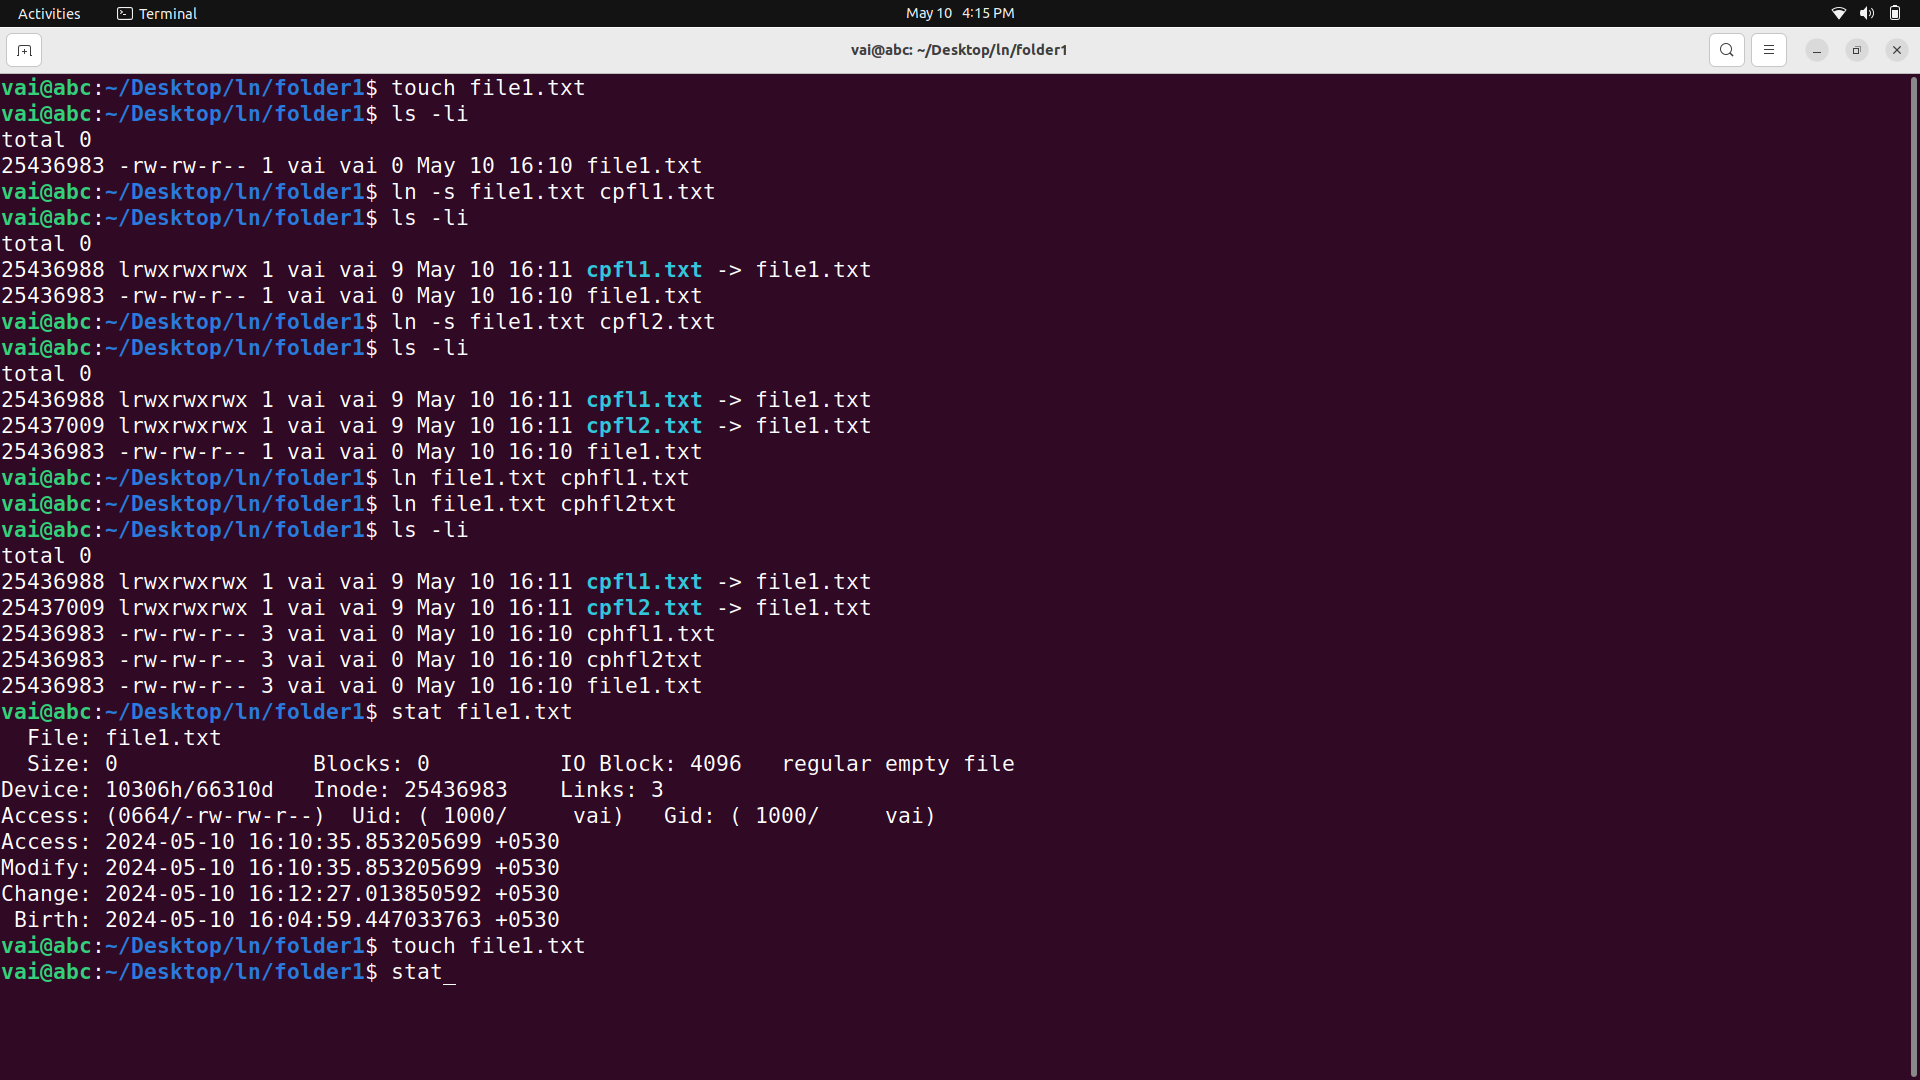 Activities Terminal May 10 4:15 PM
vai@abc: ~/Desktop/ln/folder1
vai@abc:~/Desktop/ln/folder1$ touch file1.txt
vai@abc:~/Desktop/ln/folder1$ ls -li
total 0
25436983 -rw-rw-r-- 1 vai vai 0 May 10 16:10 file1.txt
vai@abc:~/Desktop/ln/folder1$ ln -s file1.txt cpfl1.txt
vai@abc:~/Desktop/ln/folder1$ ls -li
total 0
25436988 lrwxrwxrwx 1 vai vai 9 May 10 16:11 cpfl1.txt -> file1.txt
25436983 -rw-rw-r-- 1 vai vai 0 May 10 16:10 file1.txt
vai@abc:~/Desktop/ln/folder1$ ln -s file1.txt cpfl2.txt
vai@abc:~/Desktop/ln/folder1$ ls -li
total 0
25436988 lrwxrwxrwx 1 vai vai 9 May 10 16:11 cpfl1.txt -> file1.txt
25437009 lrwxrwxrwx 1 vai vai 9 May 10 16:11 cpfl2.txt -> file1.txt
25436983 -rw-rw-r-- 1 vai vai 0 May 10 16:10 file1.txt
vai@abc:~/Desktop/ln/folder1$ ln file1.txt cphfl1.txt
vai@abc:~/Desktop/ln/folder1$ ln file1.txt cphfl2txt
vai@abc:~/Desktop/ln/folder1$ ls -li
total 0
25436988 lrwxrwxrwx 1 vai vai 9 May 10 16:11 cpfl1.txt -> file1.txt
25437009 lrwxrwxrwx 1 vai vai 9 May 10 16:11 cpfl2.txt -> file1.txt
25436983 -rw-rw-r-- 3 vai vai 0 May 10 16:10 cphfl1.txt
25436983 -rw-rw-r-- 3 vai vai 0 May 10 16:10 cphfl2txt
25436983 -rw-rw-r-- 3 vai vai 0 May 10 16:10 file1.txt
vai@abc:~/Desktop/ln/folder1$ stat file1.txt
  File: file1.txt
  Size: 0               Blocks: 0          IO Block: 4096   regular empty file
Device: 10306h/66310d   Inode: 25436983    Links: 3
Access: (0664/-rw-rw-r--)  Uid: ( 1000/     vai)   Gid: ( 1000/     vai)
Access: 2024-05-10 16:10:35.853205699 +0530
Modify: 2024-05-10 16:10:35.853205699 +0530
Change: 2024-05-10 16:12:27.013850592 +0530
 Birth: 2024-05-10 16:04:59.447033763 +0530
vai@abc:~/Desktop/ln/folder1$ touch file1.txt
vai@abc:~/Desktop/ln/folder1$ stat